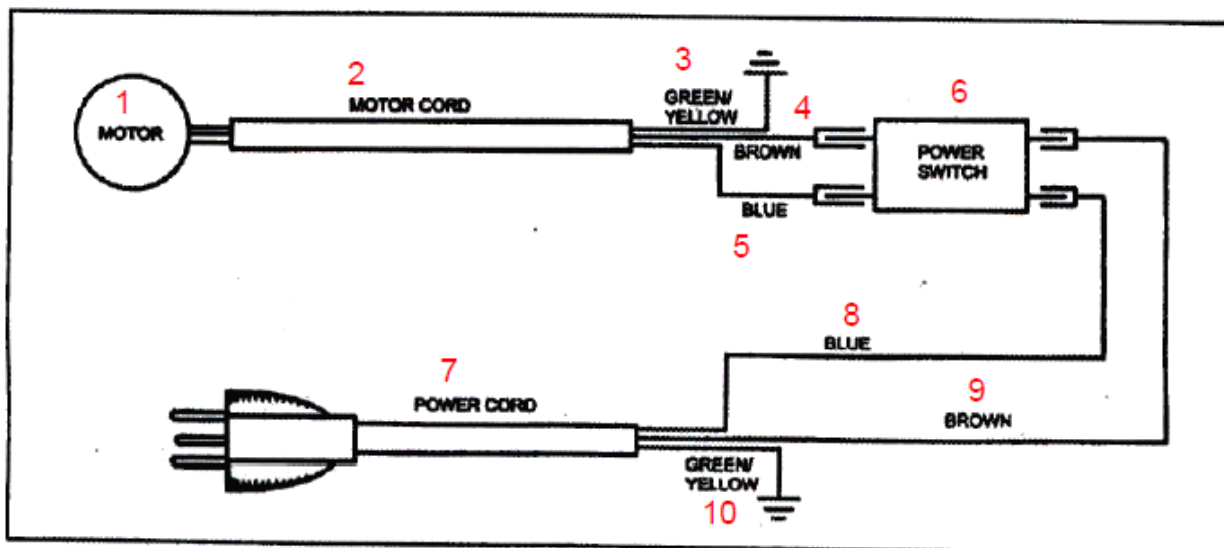 3
6
2
1
GREEN/
YELLOW
4
MOTOR CORD
MOTOR
BROWN
POWER
SWITCH
BLUE
5
8
BLUE
7
9
POWER CORD
BROWN
GREEN/
YELLOW
10